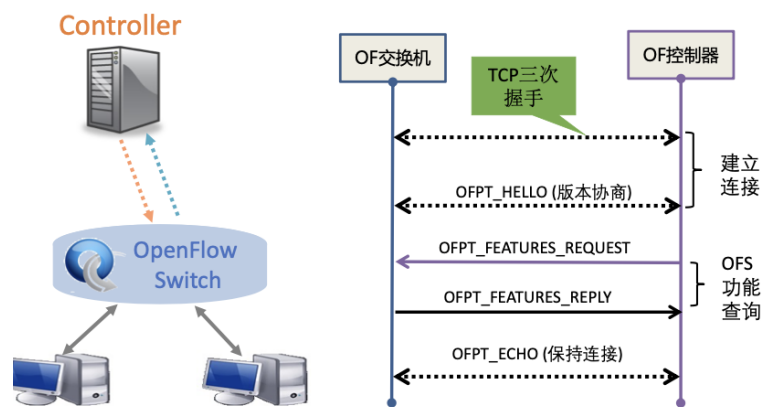 Controller
OpenFlow
Switch
OF交换机
OF控制器
TCP三次
握手
建立
连接
OFPT_HELLO (版本协商)
OFPT_FEATURES_REQUEST
OFS
功能
查询
OFPT_FEATURES_REPLY
OFPT_ECHO (保持连接)